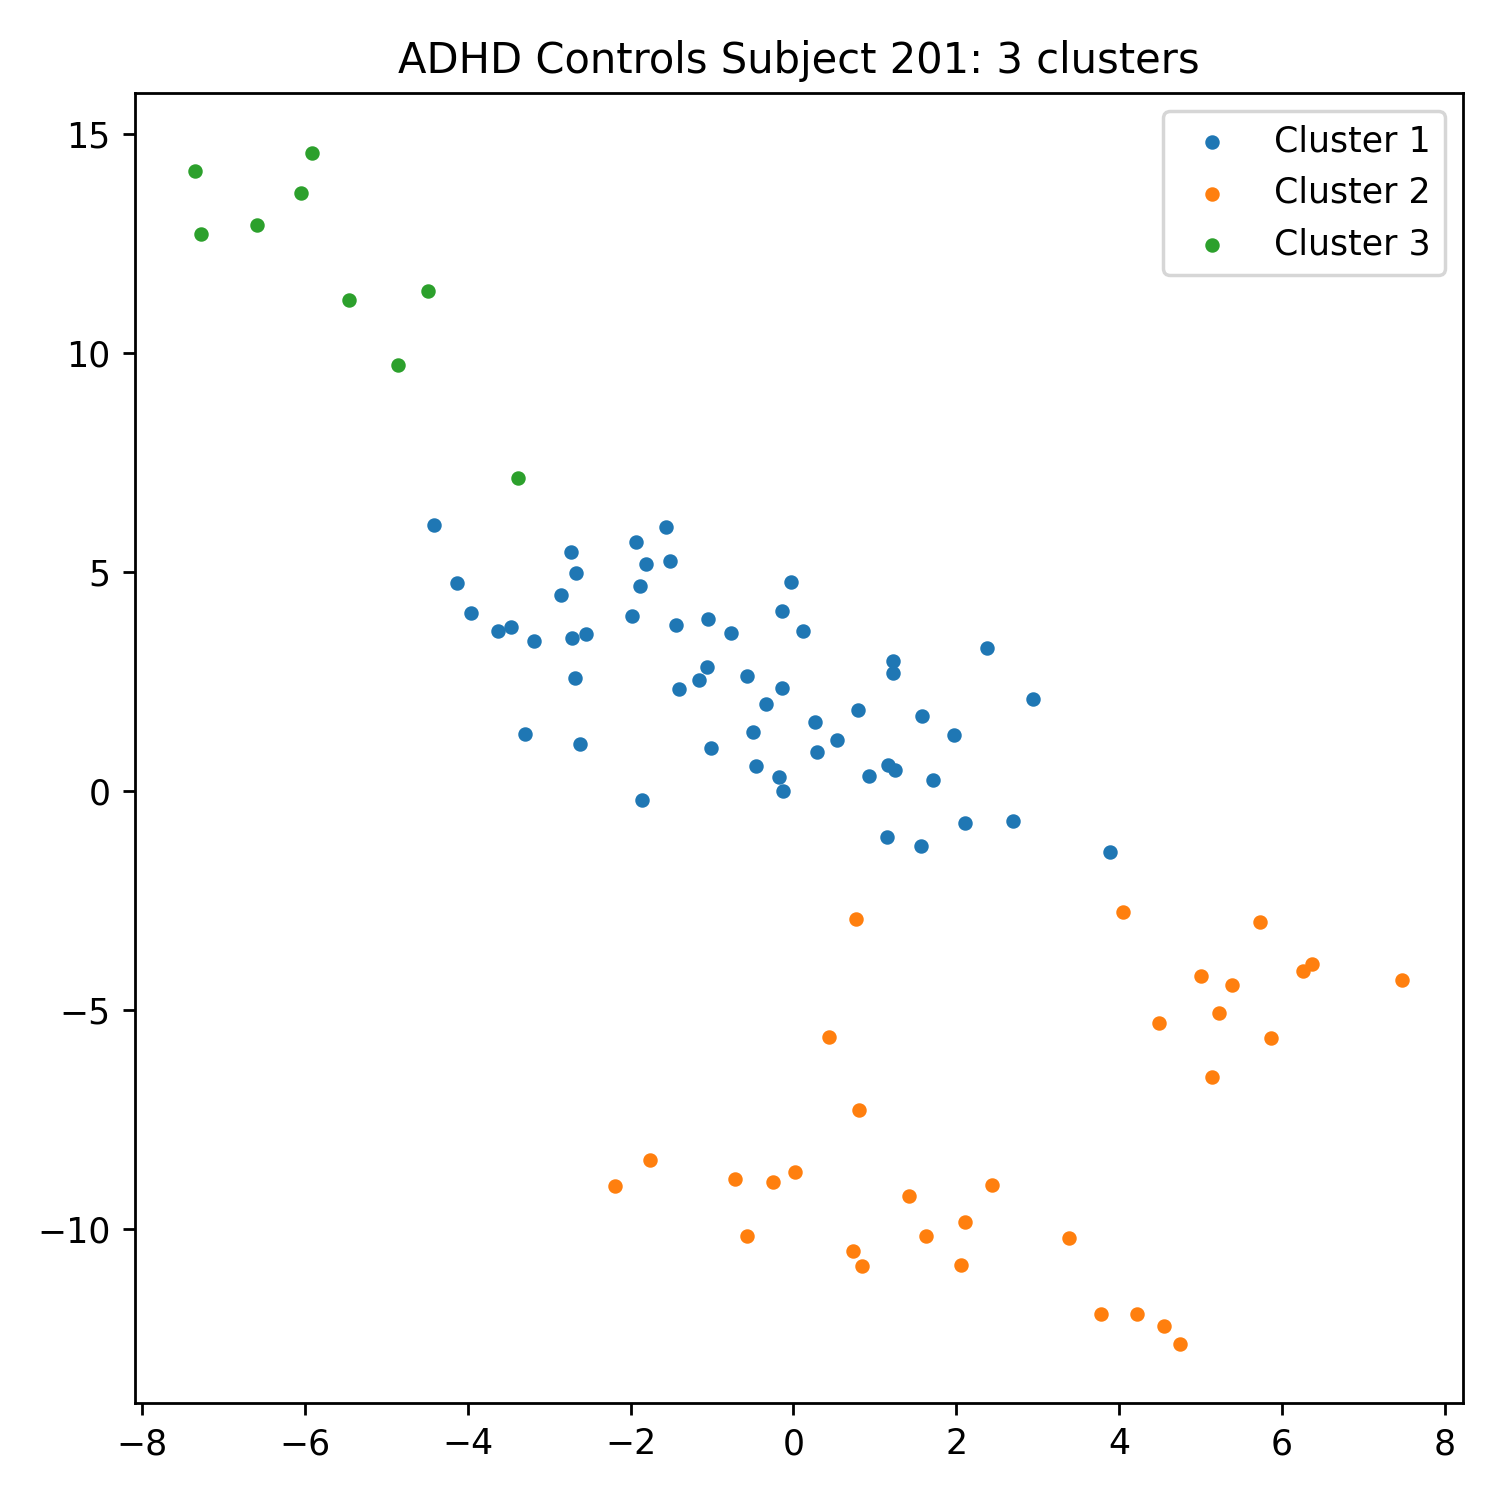 ADHD Controls Subject 201: 3 clusters
Cluster 1
Cluster 2
Cluster 3
15
10
5
0
−5
−10
−8 −6 −4 −2 0 2 4 6 8